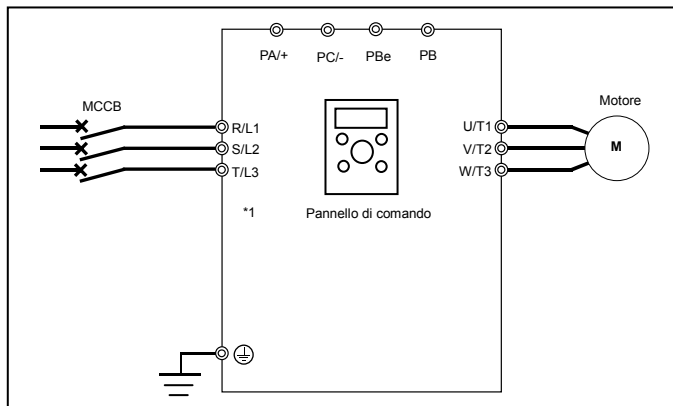 PA/+ PC/- PBe PB
MCCB
Motore
R/L1
S/L2
T/L3
U/T1
V/T2
W/T3
M
*1
Pannello di comando